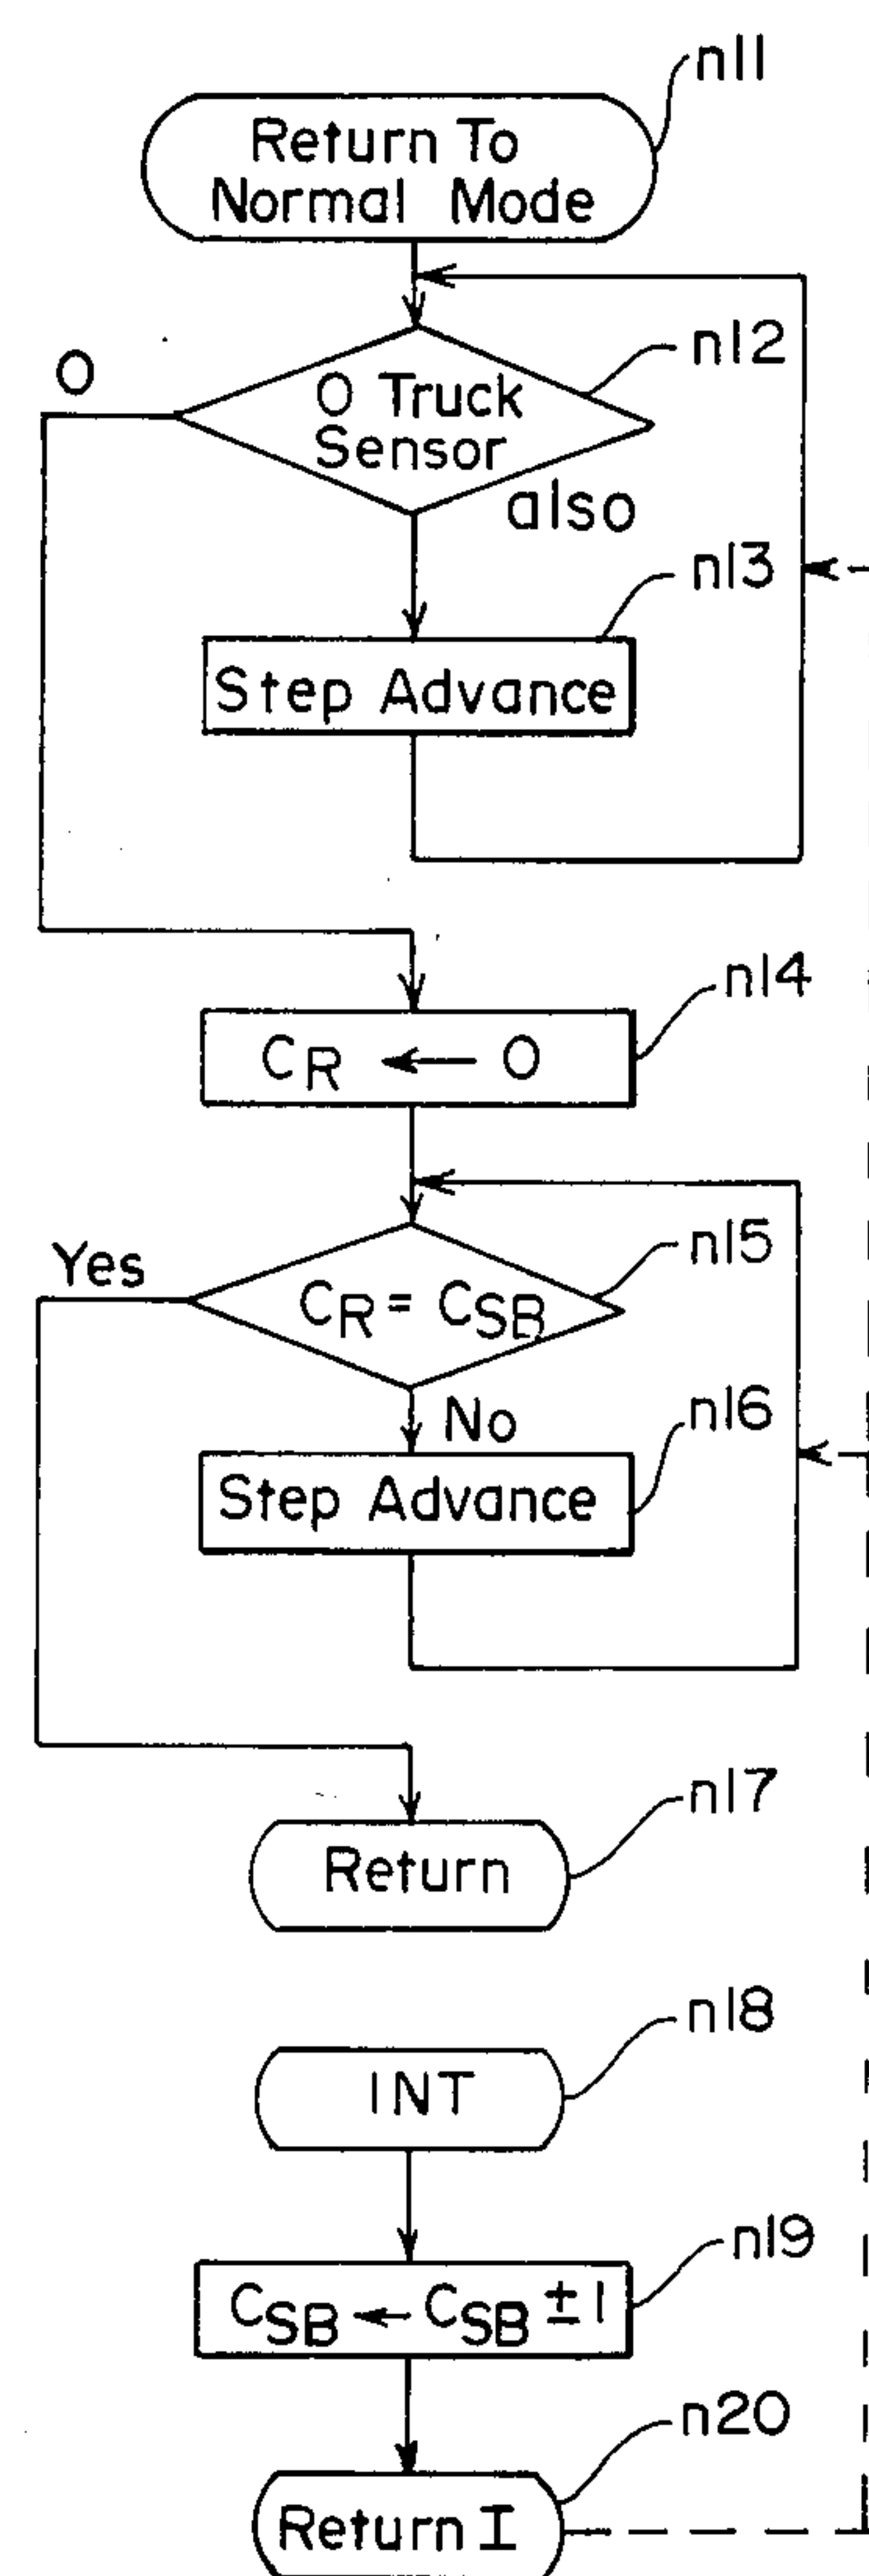 n11
Return To
Normal Mode
n12
O
O Truck
Sensor
also
n13
Step Advance
n14
CR ← O
n15
Yes
CR = CSB
No
n16
Step Advance
n17
Return
n18
INT
n19
CSB ← CSB ± 1
n20
Return I